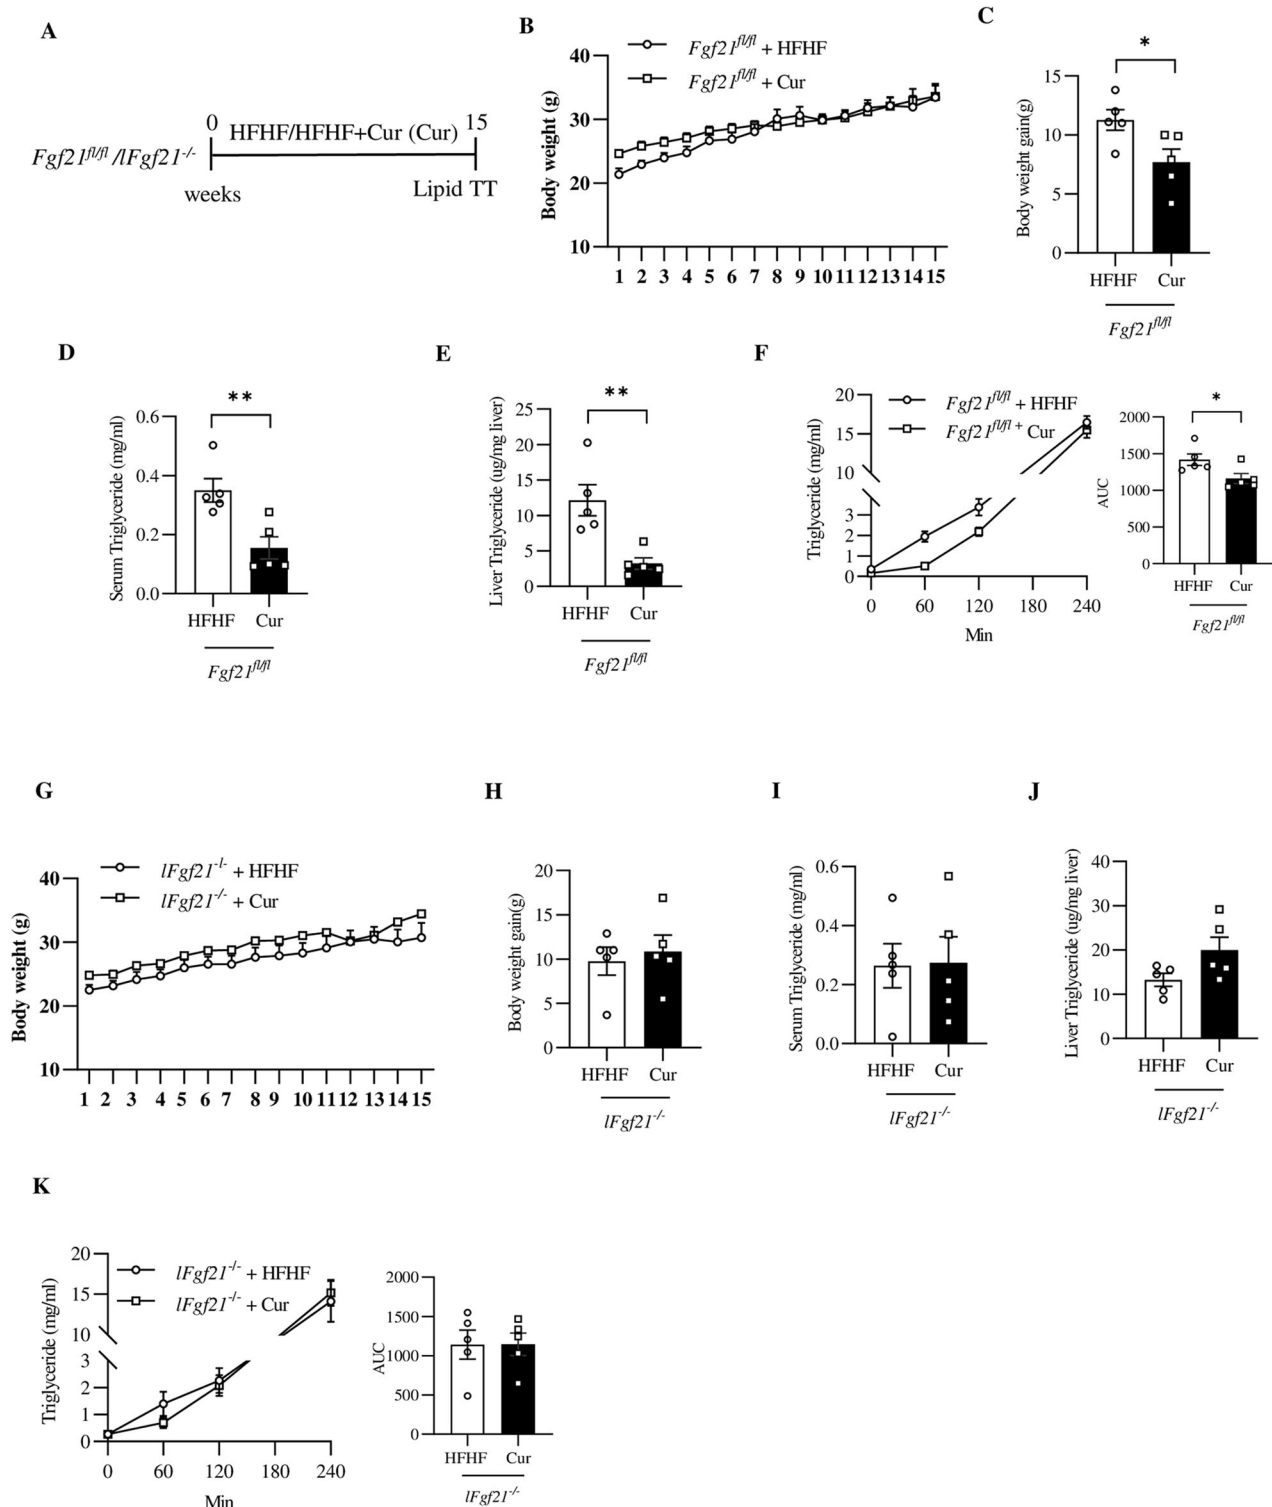 A
0 HFHF/HFHF+Cur (Cur) 15
Fgf21fl/fl /lFgf21-/-
weeks
Lipid TT
B
Fgf21fl/fl + HFHF
Fgf21fl/fl + Cur
Body weight (g)
40
30
20
10
1 2 3 4 5 6 7 8 9 10 11 12 13 14 15
C
*
Body weight gain(g)
15
10
5
0
HFHF Cur
Fgf21fl/fl
D
**
Serum Triglyceride (mg/ml)
0.6
0.4
0.2
0.0
HFHF Cur
Fgf21fl/fl
E
**
Liver Triglyceride (ug/mg liver)
25
20
15
10
5
0
HFHF Cur
Fgf21fl/fl
F
Fgf21fl/fl + HFHF
Fgf21fl/fl + Cur
Triglyceride (mg/ml)
20
15
10
3
2
1
0
0 60 120 180 240
Min
*
AUC
2000
1500
1000
500
0
HFHF Cur
Fgf21fl/fl
G
lFgf21-/- + HFHF
lFgf21-/- + Cur
Body weight (g)
40
30
20
10
1 2 3 4 5 6 7 8 9 10 11 12 13 14 15
H
Body weight gain(g)
20
15
10
5
0
HFHF Cur
lFgf21-/-
I
Serum Triglyceride (mg/ml)
0.6
0.4
0.2
0.0
HFHF Cur
lFgf21-/-
J
Liver Triglyceride (ug/mg liver)
40
30
20
10
0
HFHF Cur
lFgf21-/-
K
lFgf21-/- + HFHF
lFgf21-/- + Cur
Triglyceride (mg/ml)
20
15
10
3
2
1
0
0 60 120 180 240
Min
AUC
2000
1500
1000
500
0
HFHF Cur
lFgf21-/-